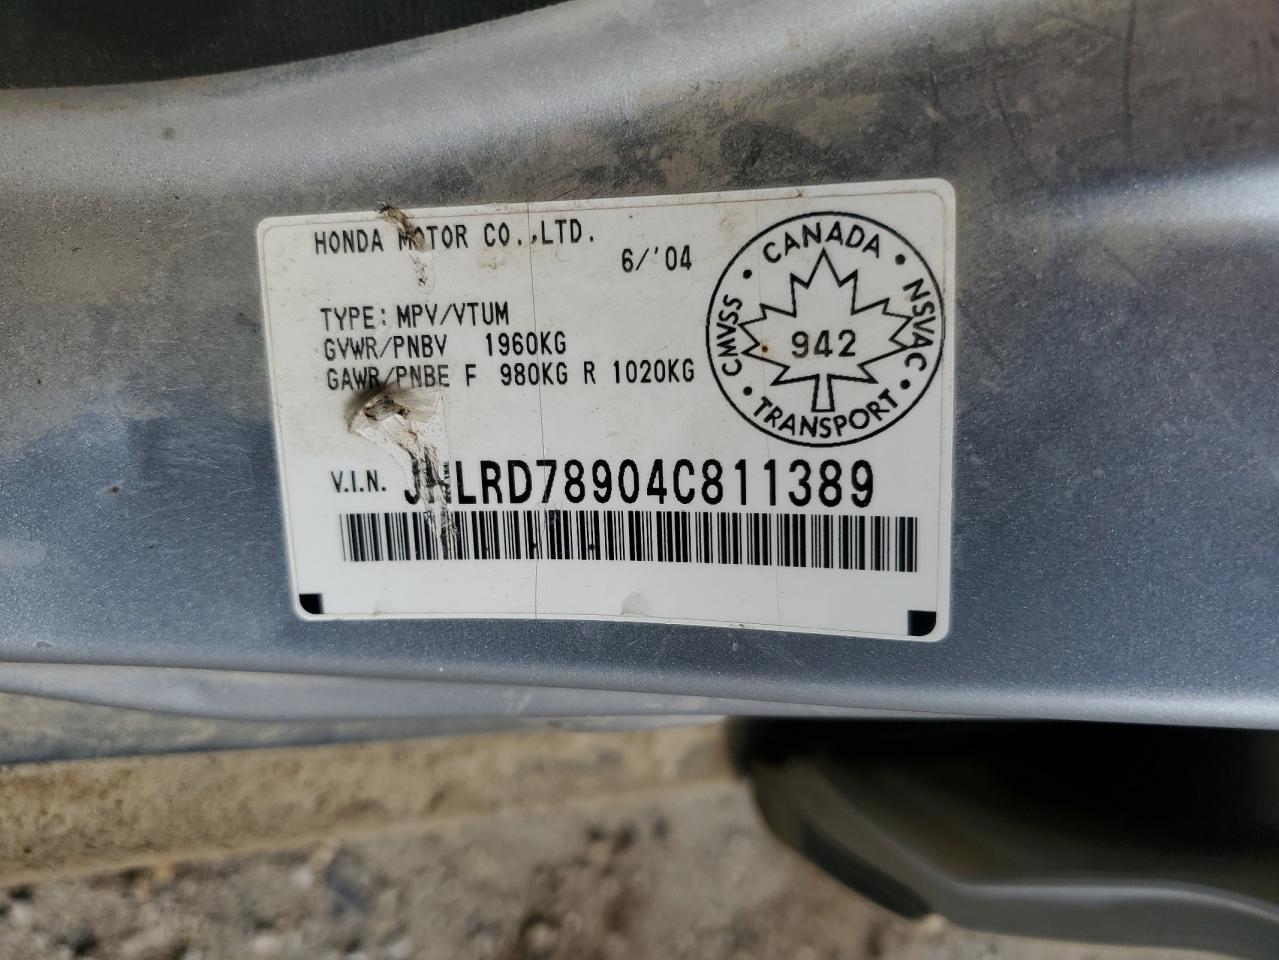 HONDA MOTOR CO.,LTD.
6/'04
TYPE: MPV/VTUM
GVWR/PNBV 1960KG
GAWR/PNBE F 980KG R 1020KG
CANADA
CMVSS • NSVAC
942
TRANSPORT
V.I.N. JHLRD78904C811389